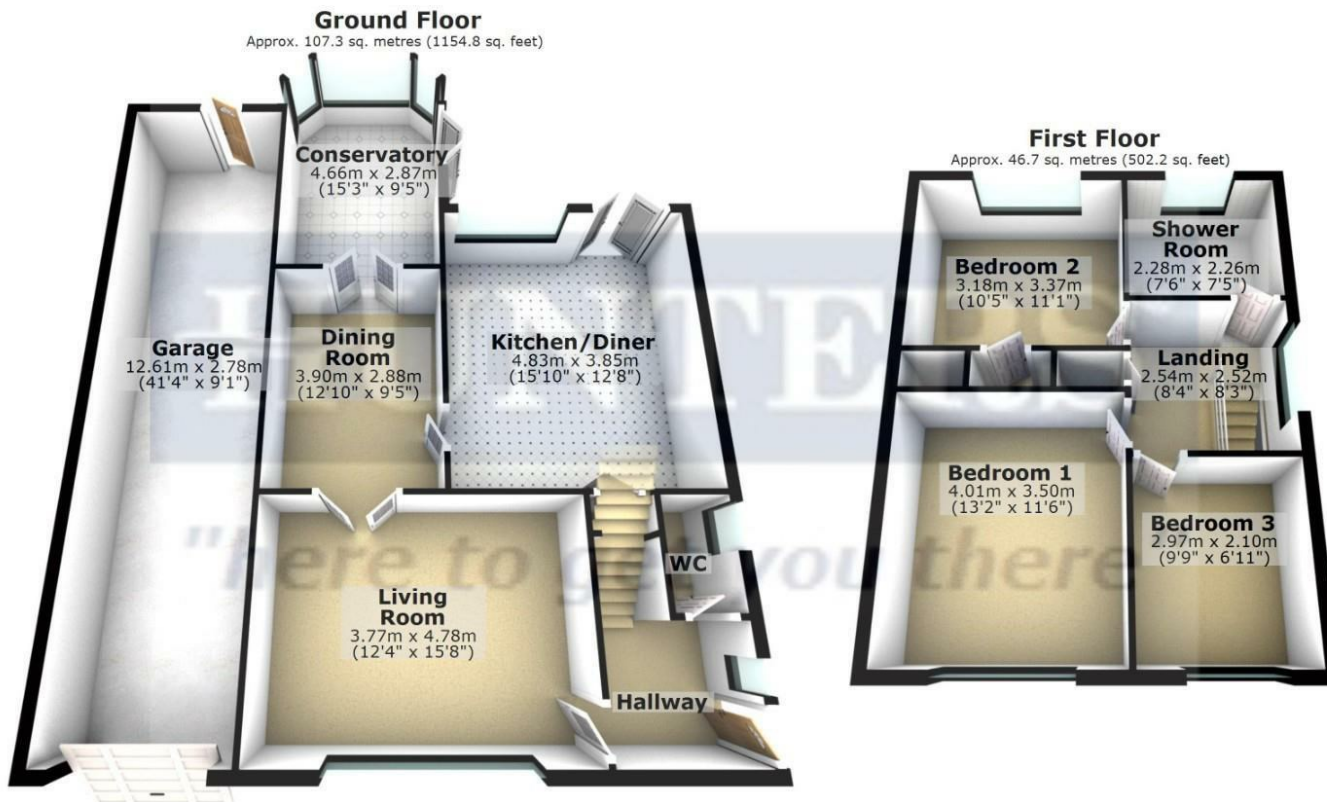 Ground Floor
Approx. 107.3 sq. metres (1154.8 sq. feet)
Conservatory
4.66m x 2.87m
(15'3" x 9'5")
Garage
12.61m x 2.78m
(41'4" x 9'1")
Dining
Room
3.90m x 2.88m
(12'10" x 9'5")
Kitchen/Diner
4.83m x 3.85m
(15'10" x 12'8")
Living
Room
3.77m x 4.78m
(12'4" x 15'8")
WC
Hallway
First Floor
Approx. 46.7 sq. metres (502.2 sq. feet)
Bedroom 2
3.18m x 3.37m
(10'5" x 11'1")
Shower
Room
2.28m x 2.26m
(7'6" x 7'5")
Landing
2.54m x 2.52m
(8'4" x 8'3")
Bedroom 1
4.01m x 3.50m
(13'2" x 11'6")
Bedroom 3
2.97m x 2.10m
(9'9" x 6'11")
HUNTERS
"here to get you there